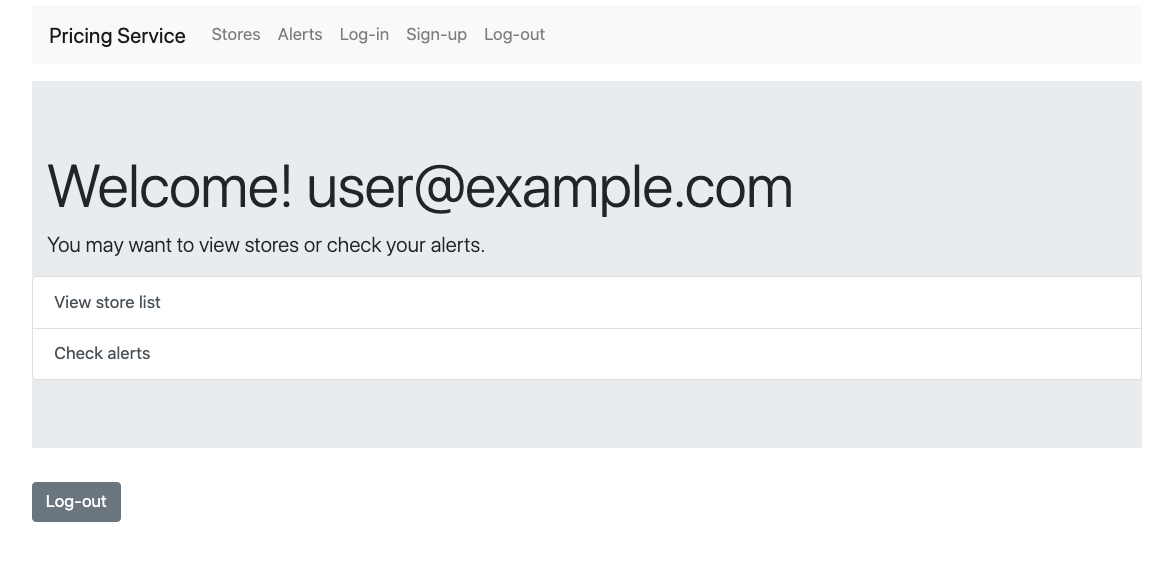 Pricing Service Stores Alerts Log-in Sign-up Log-out
Welcome! user@example.com
You may want to view stores or check your alerts.
View store list
Check alerts
Log-out